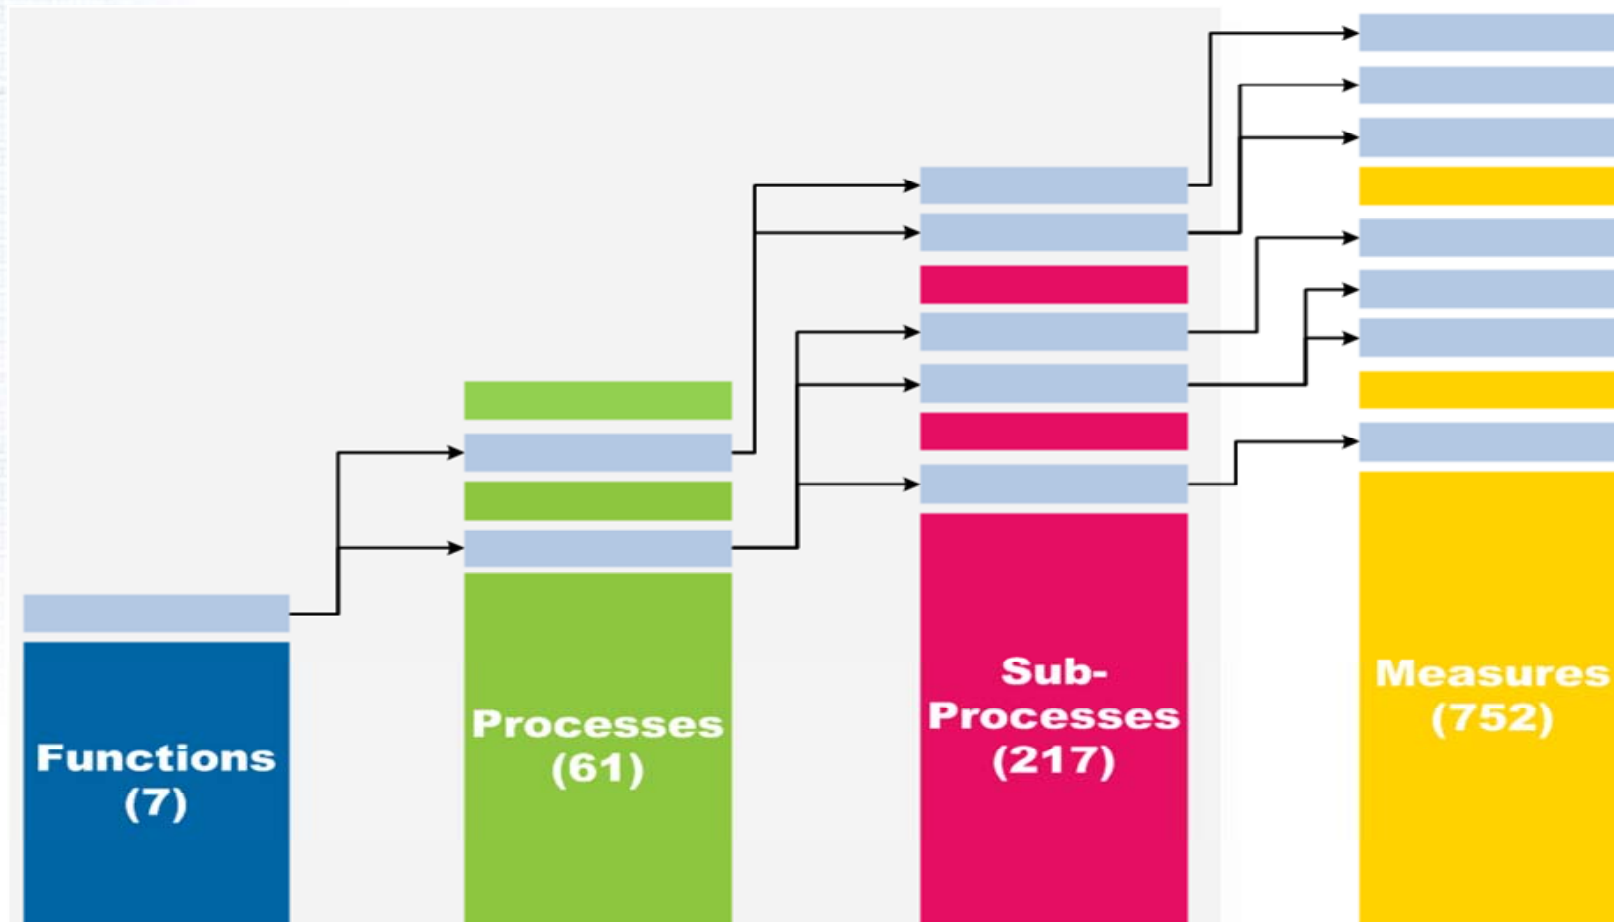 Functions
(7)
Processes
(61)
Sub-
Processes
(217)
Measures
(752)